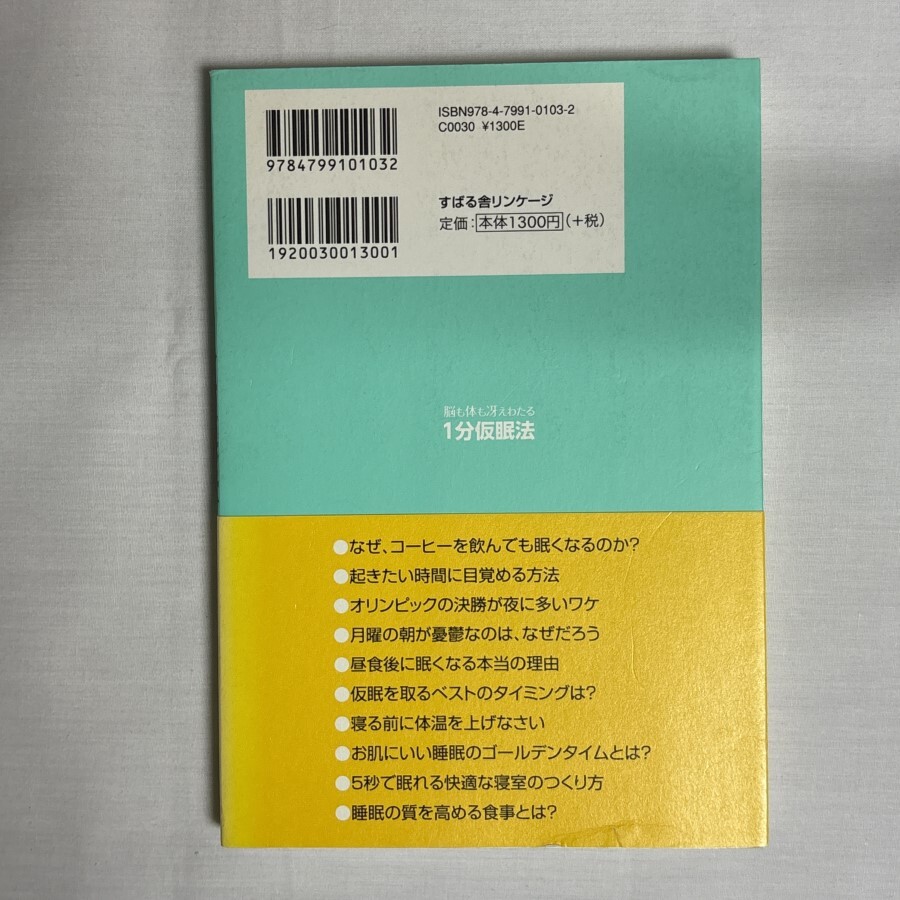 ISBN978-4-7991-0103-2
C0030 ¥1300E
9784799101032
すばる舎リンケージ
定価：本体1300円（+税）
1920030013001
脳も体も冴えわたる
1分仮眠法
●なぜ、コーヒーを飲んでも眠くなるのか?
●起きたい時間に目覚める方法
●オリンピックの決勝が夜に多いワケ
●月曜の朝が憂鬱なのは、なぜだろう
●昼食後に眠くなる本当の理由
●仮眠を取るベストのタイミングは?
●寝る前に体温を上げなさい
●お肌にいい睡眠のゴールデンタイムとは?
●5秒で眠れる快適な寝室のつくり方
●睡眠の質を高める食事とは?